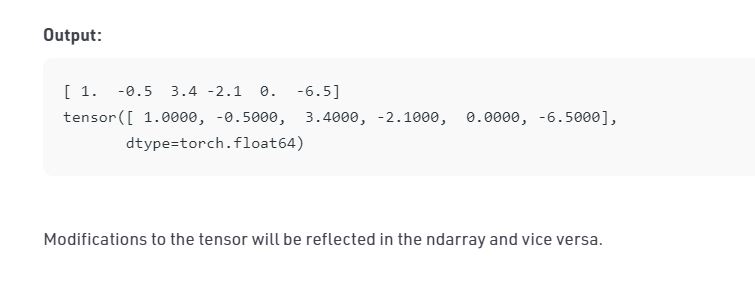 Output:
[ 1.  -0.5  3.4 -2.1  0.  -6.5]
tensor([ 1.0000, -0.5000,  3.4000, -2.1000,  0.0000, -6.5000],
       dtype=torch.float64)
Modifications to the tensor will be reflected in the ndarray and vice versa.